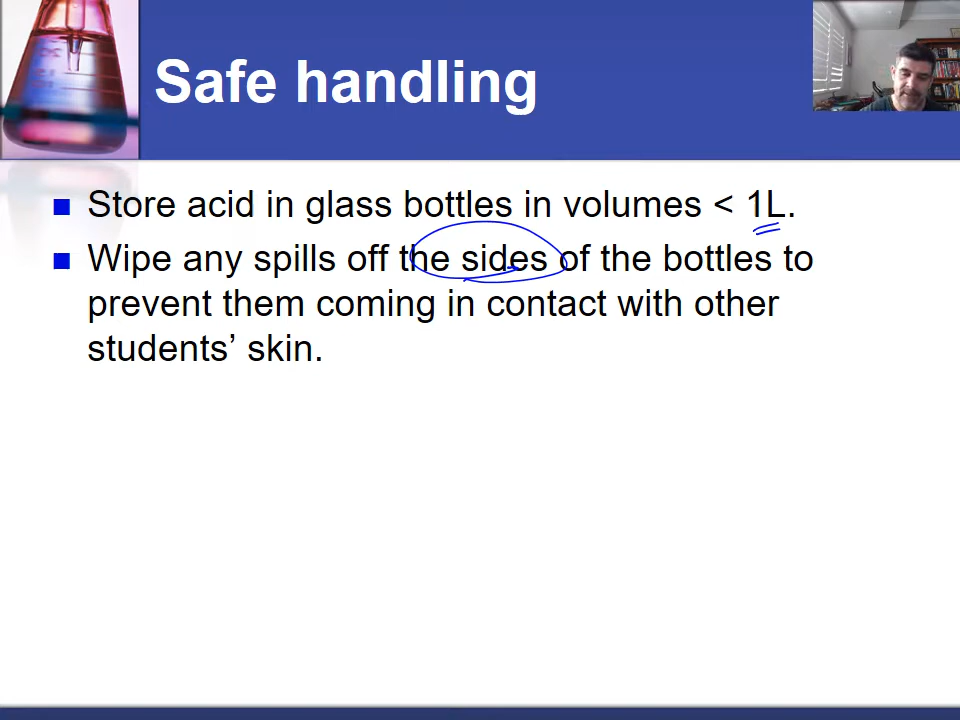 Safe handling
Store acid in glass bottles in volumes < 1L.
Wipe any spills off the sides of the bottles to
prevent them coming in contact with other
students’ skin.